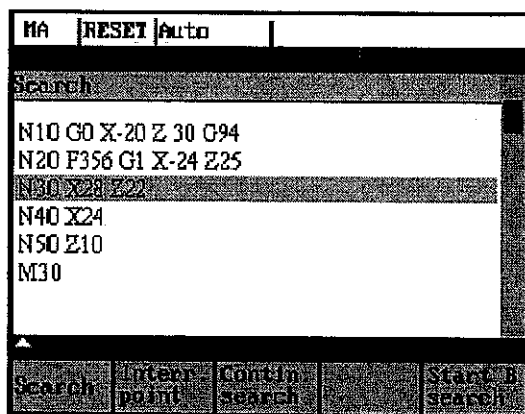 MA RESET Auto
Search
N10 G0 X-20 Z 30 G94
N20 F356 G1 X-24 Z25
N30 X28 Z22
N40 X24
N50 Z10
M30
Search Interr. point Contin. search Start B search